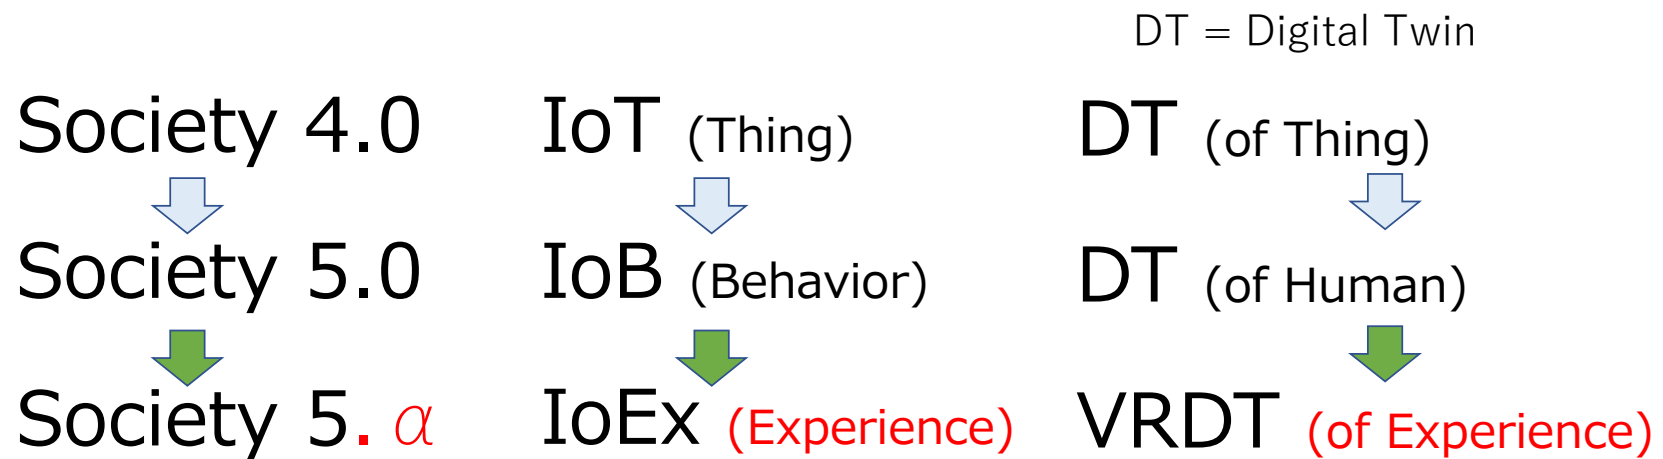 DT = Digital Twin
Society 4.0 IoT (Thing) DT (of Thing)
Society 5.0 IoB (Behavior) DT (of Human)
Society 5.α IoEx (Experience) VRDT (of Experience)